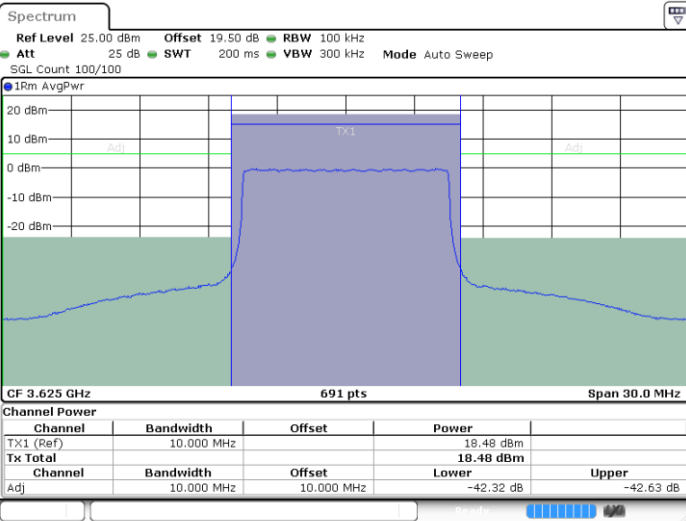 Spectrum
Ref Level 25.00 dBm Offset 19.50 dB RBW 100 kHz
Att 25 dB SWT 200 ms VBW 300 kHz Mode Auto Sweep
SGL Count 100/100
1Rm AvgPwr
20 dBm
TX1
10 dBm
Adj Adj
0 dBm
-10 dBm
-20 dBm
CF 3.625 GHz 691 pts Span 30.0 MHz
Channel Power
Channel Bandwidth Offset Power
TX1 (Ref) 10.000 MHz 18.48 dBm
Tx Total 18.48 dBm
Channel Bandwidth Offset Lower Upper
Adj 10.000 MHz 10.000 MHz -42.32 dB -42.63 dB
Ready